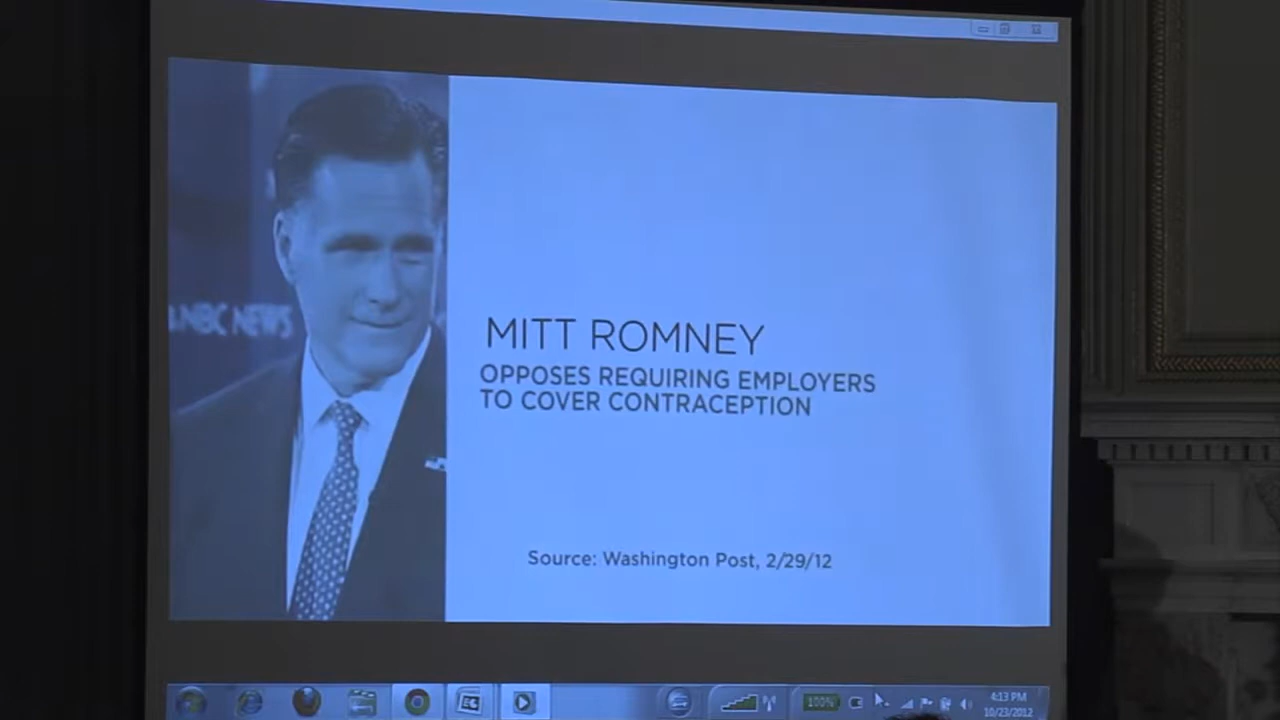 NBC NEWS
MITT ROMNEY
OPPOSES REQUIRING EMPLOYERS
TO COVER CONTRACEPTION
Source: Washington Post, 2/29/12
100%
4:13 PM
10/23/2012